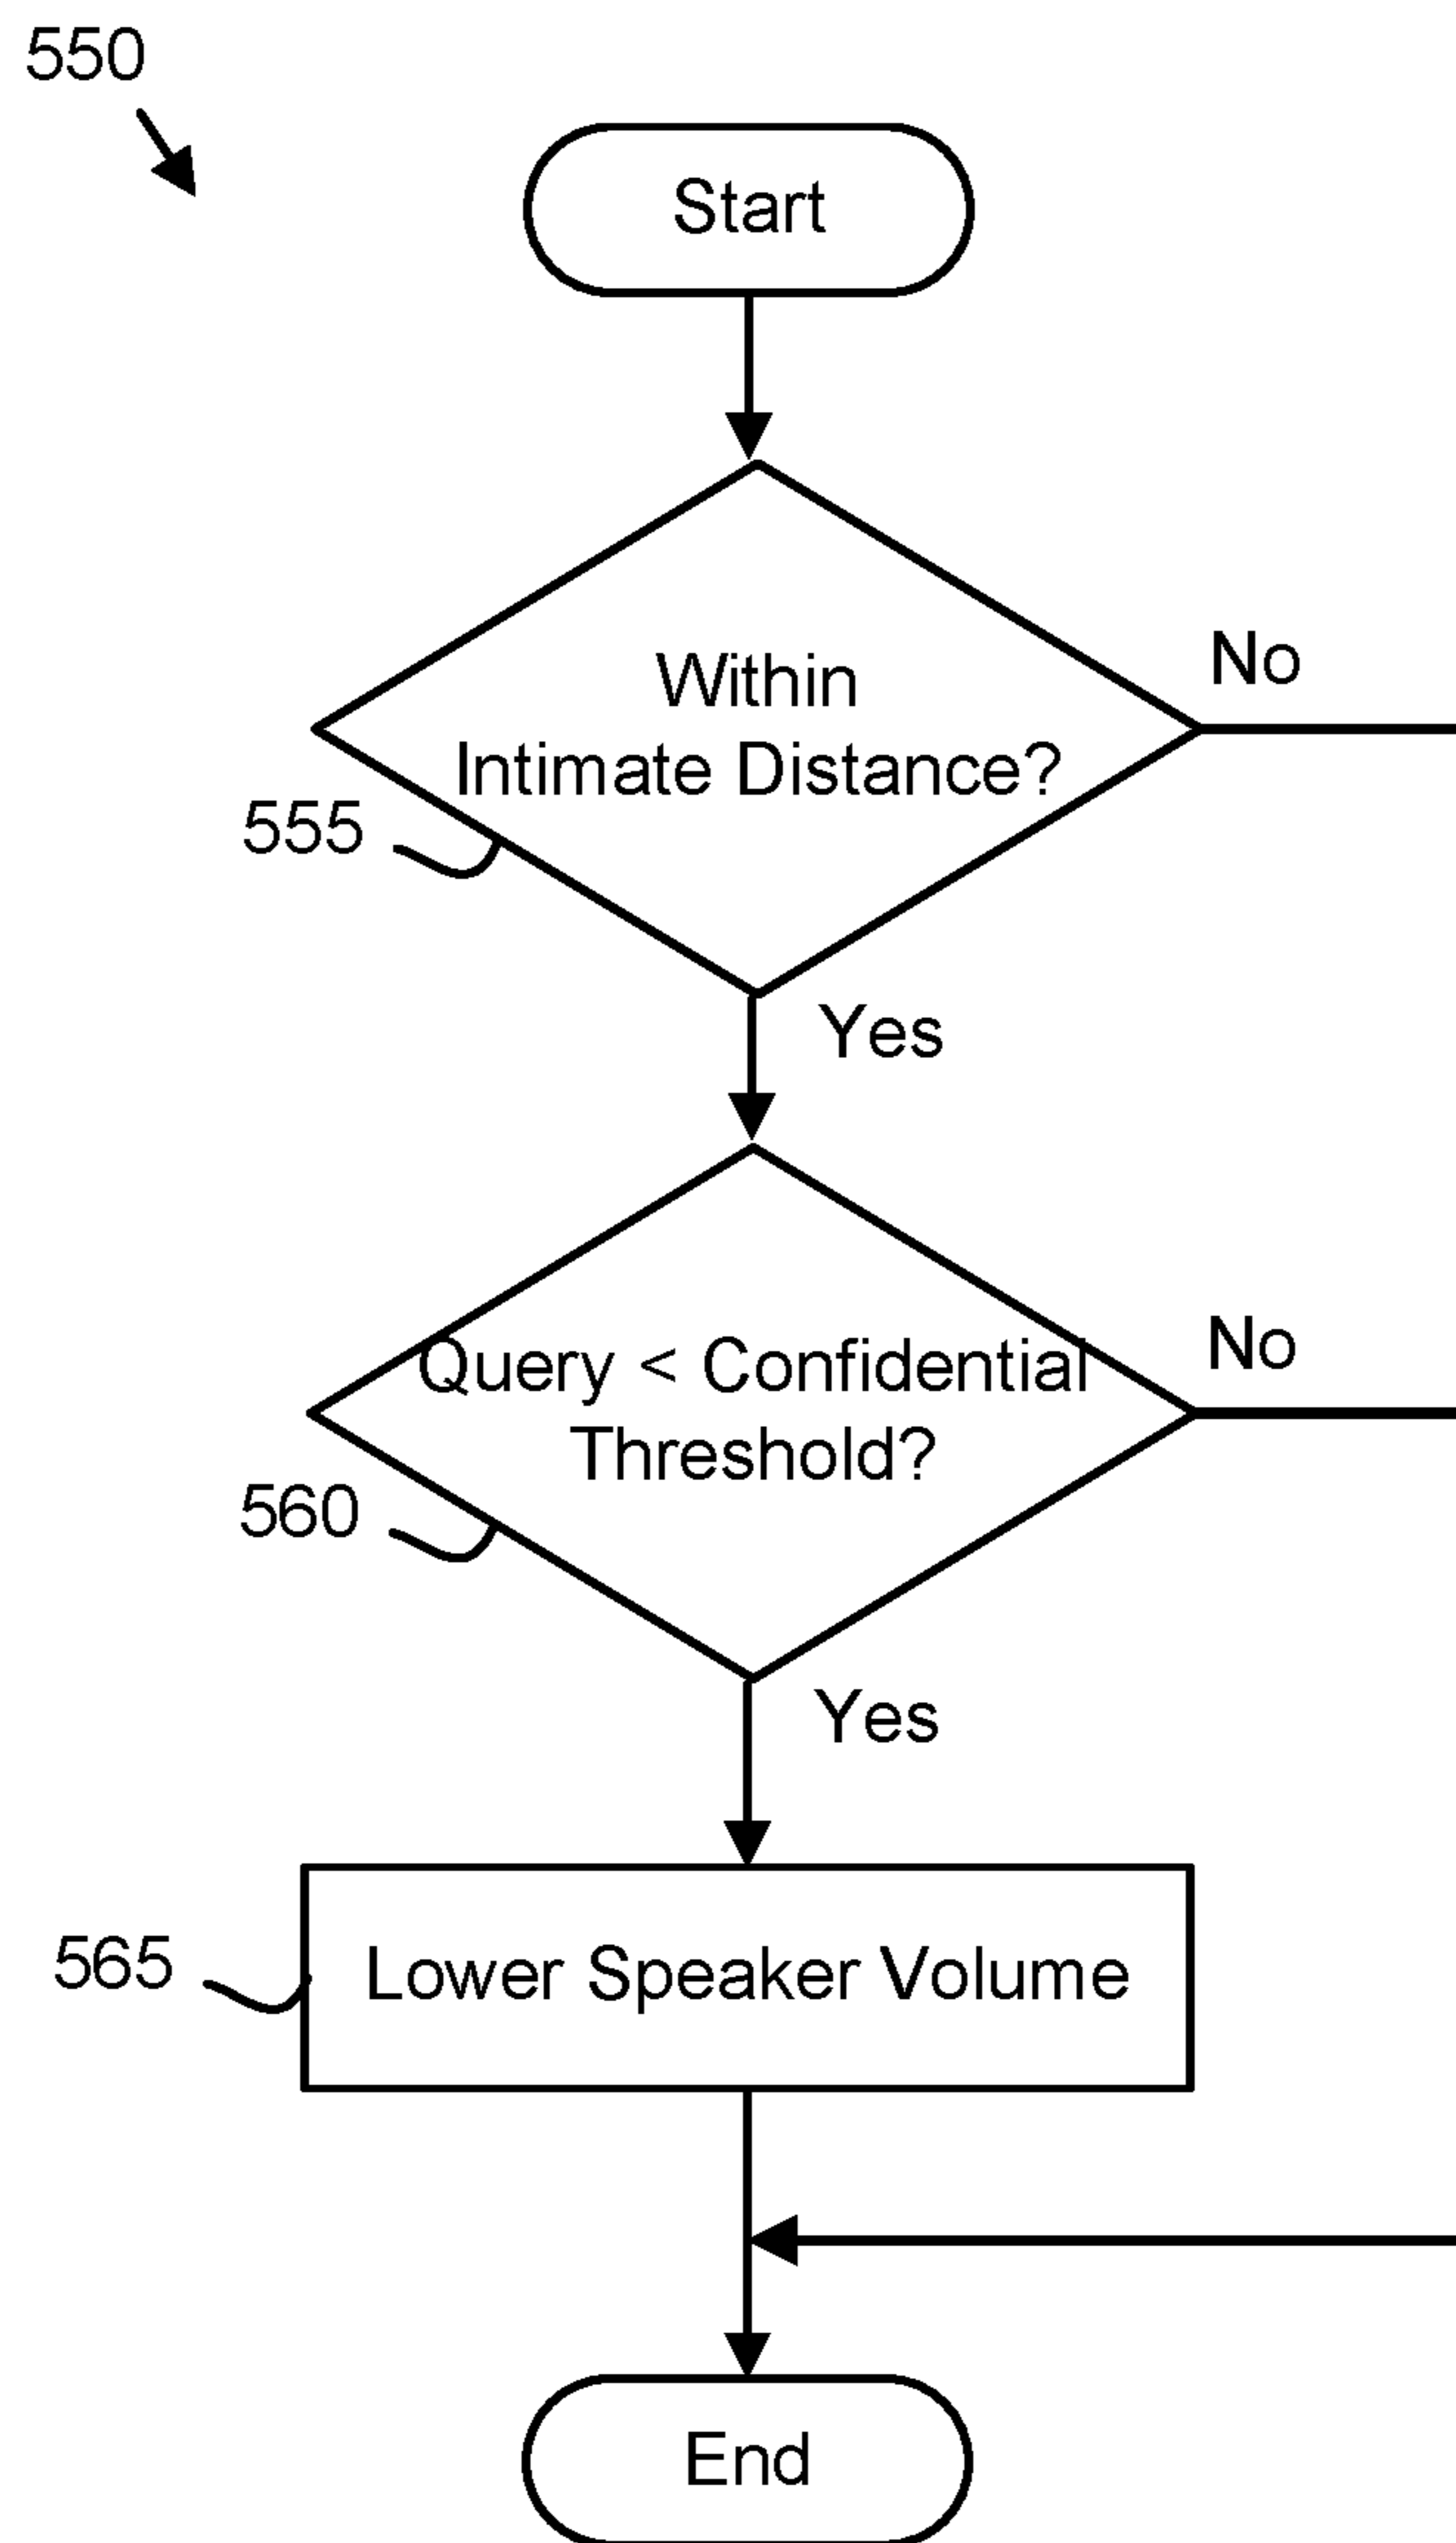 550
Start
Within
Intimate Distance?
No
555
Yes
Query < Confidential
Threshold?
No
560
Yes
565
Lower Speaker Volume
End